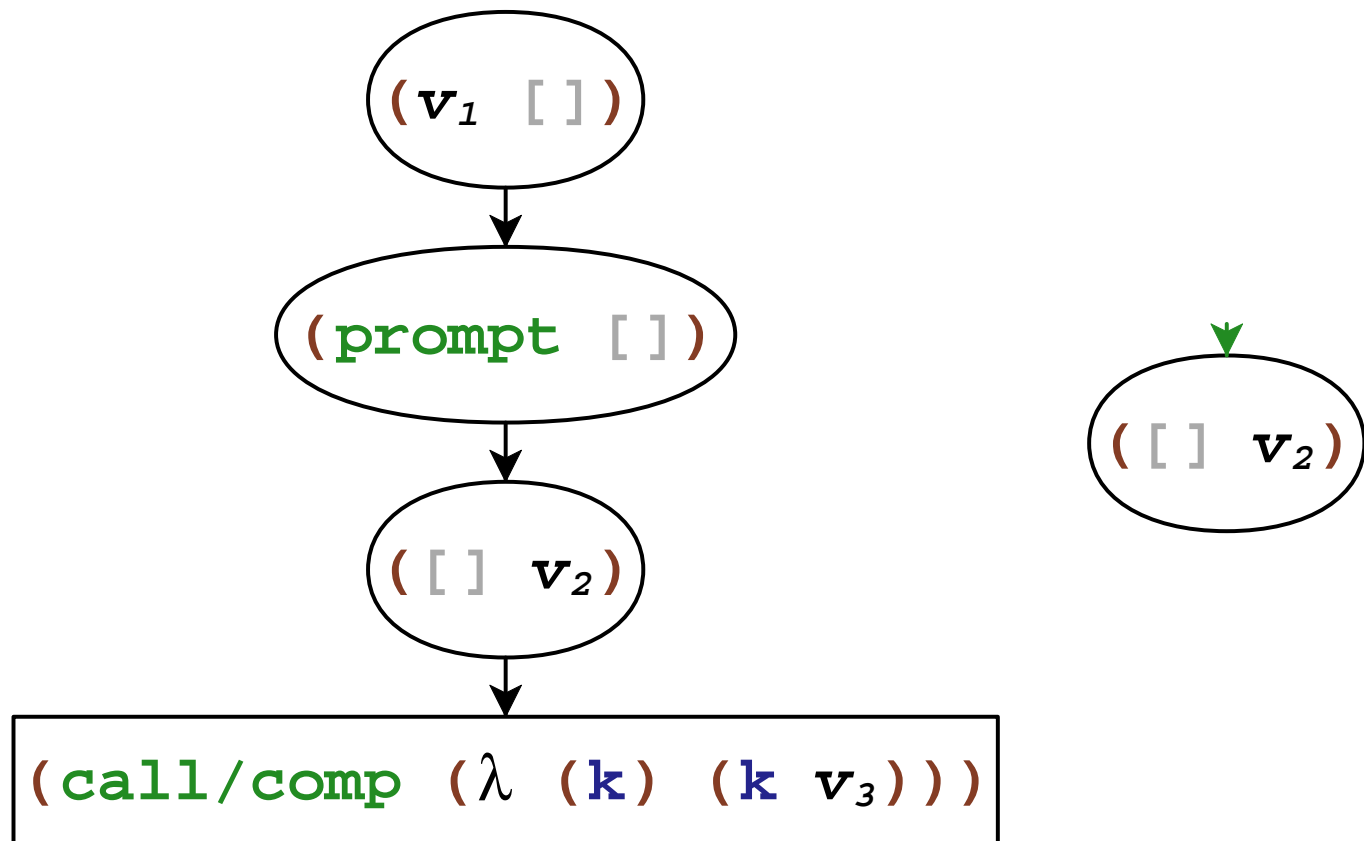 (v₁ [])
(prompt [])
([] v₂)
([] v₂)
(call/comp (λ (k) (k v₃)))